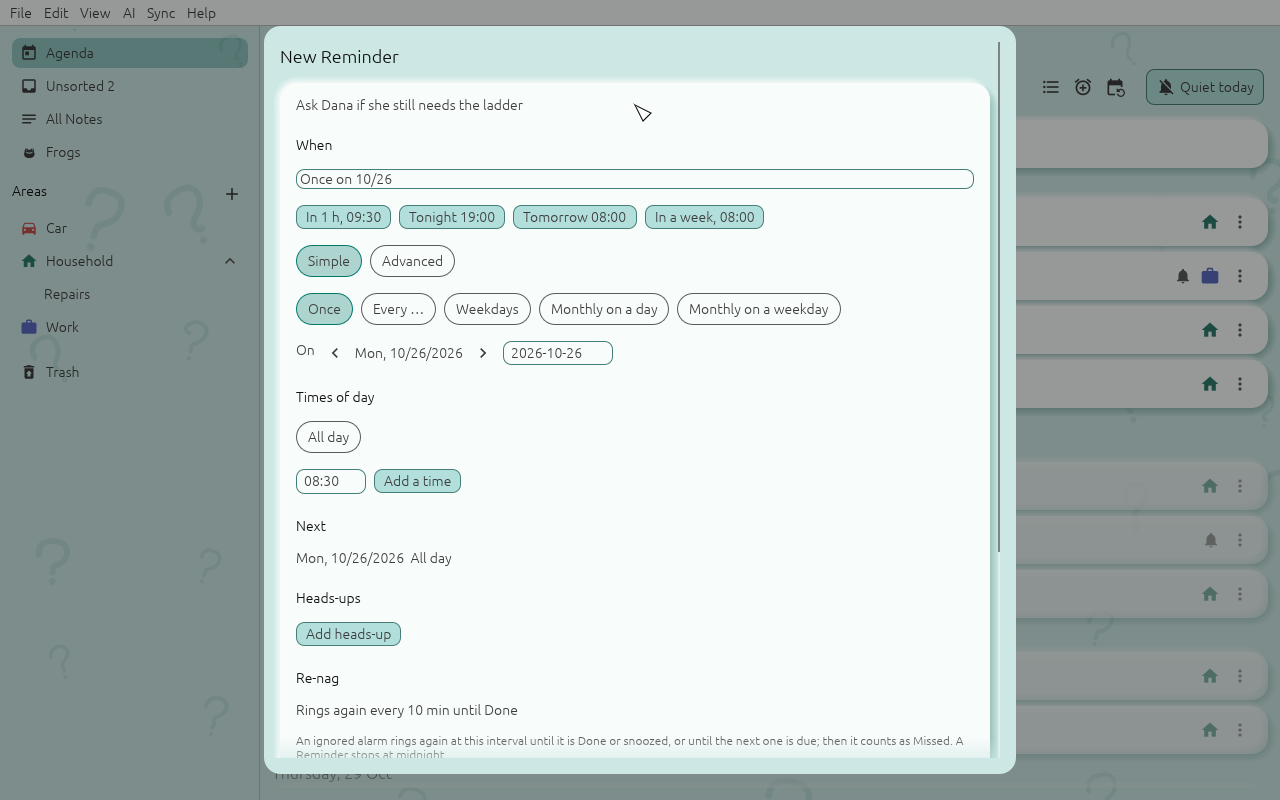 File Edit View AI Sync Help
Agenda
Unsorted 2
All Notes
Frogs
Areas
Car
Household
Repairs
Work
Trash
Quiet today
New Reminder
Ask Dana if she still needs the ladder
When
Once on 10/26
In 1 h, 09:30 Tonight 19:00 Tomorrow 08:00 In a week, 08:00
Simple Advanced
Once Every … Weekdays Monthly on a day Monthly on a weekday
On Mon, 10/26/2026 2026-10-26
Times of day
All day
08:30 Add a time
Next
Mon, 10/26/2026 All day
Heads-ups
Add heads-up
Re-nag
Rings again every 10 min until Done
An ignored alarm rings again at this interval until it is Done or snoozed, or until the next one is due; then it counts as Missed. A
Reminder stops at midnight.
Thursday, 29 Oct